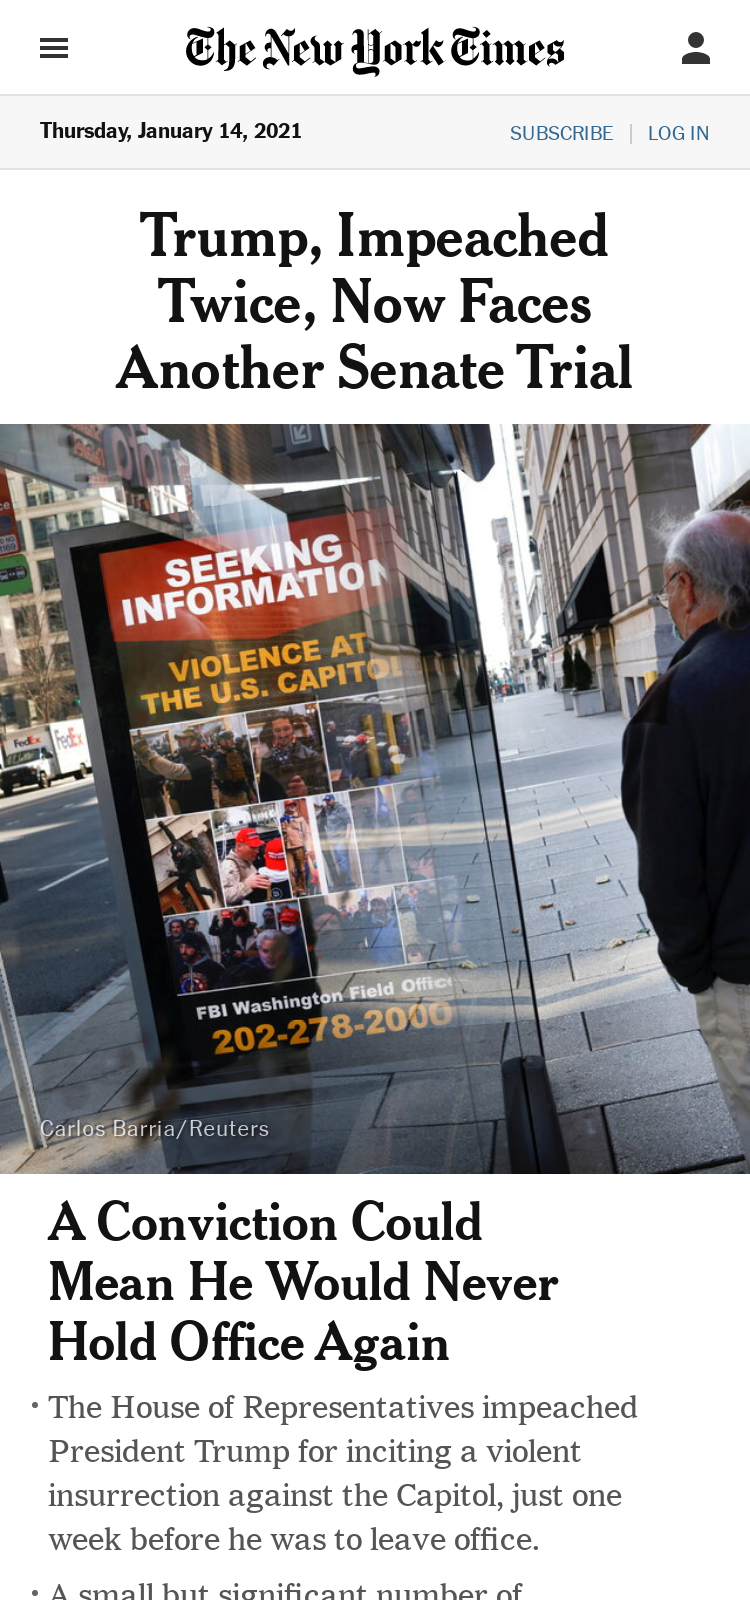 The New York Times
Thursday, January 14, 2021
SUBSCRIBE | LOG IN
Trump, Impeached
Twice, Now Faces
Another Senate Trial
SEEKING
INFORMATION
VIOLENCE AT
THE U.S. CAPITOL
FedEx
FedEx
FBI Washington Field Office
202-278-2000
Carlos Barria/Reuters
A Conviction Could
Mean He Would Never
Hold Office Again
• The House of Representatives impeached
President Trump for inciting a violent
insurrection against the Capitol, just one
week before he was to leave office.
• A small but significant number of